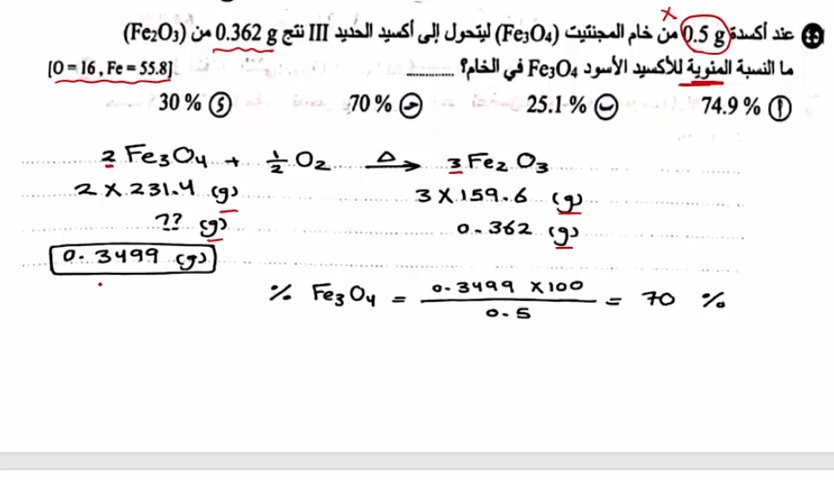 عند أكسدة 0.5 g من خام المجنتيت (Fe3O4) ليتحول إلى أكسيد الحديد III نتج 0.362 g من (Fe2O3)
ما النسبة المئوية للأكسيد الأسود Fe3O4 في الخام؟ .............. [O = 16 , Fe = 55.8]
أ 74.9 % ب 25.1 % جـ 70 % د 30 %
2 Fe3O4 + 1/2 O2 —Δ→ 3 Fe2 O3
2 X 231.4 (g) 3 X 159.6 (g)
?? (g) 0.362 (g)
0.3499 (g)
% Fe3O4 = 0.3499 X 100 / 0.5 = 70 %